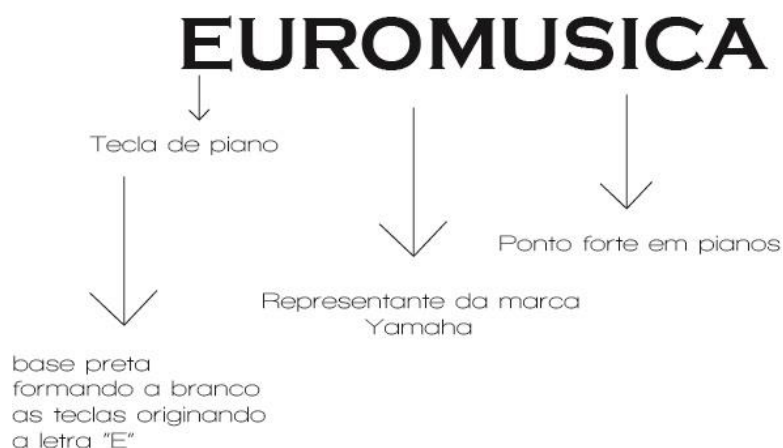 EUROMUSICA
Tecla de piano
Ponto forte em pianos
Representante da marca
Yamaha
base preta
formando a branco
as teclas originando
a letra "E"